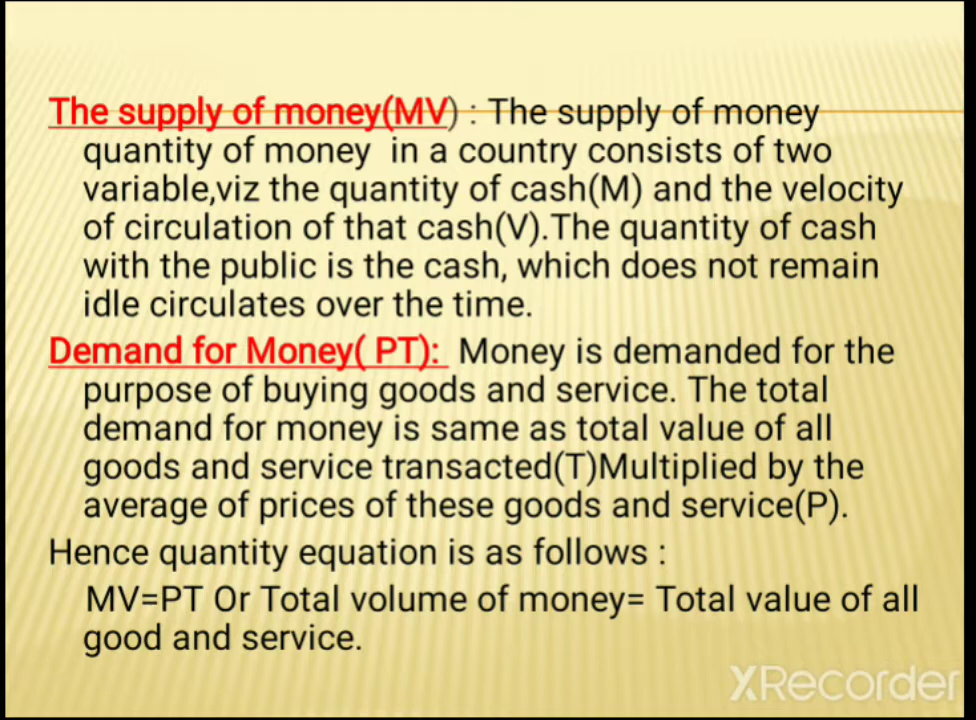 The supply of money(MV) : The supply of money
quantity of money in a country consists of two
variable,viz the quantity of cash(M) and the velocity
of circulation of that cash(V).The quantity of cash
with the public is the cash, which does not remain
idle circulates over the time.
Demand for Money( PT): Money is demanded for the
purpose of buying goods and service. The total
demand for money is same as total value of all
goods and service transacted(T)Multiplied by the
average of prices of these goods and service(P).
Hence quantity equation is as follows :
MV=PT Or Total volume of money= Total value of all
good and service.
XRecorder